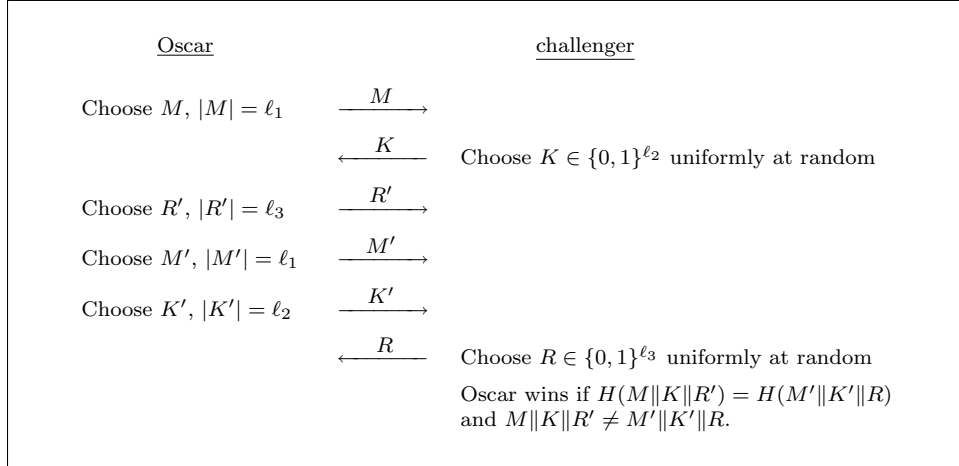 Oscar challenger
Choose M, |M| = ℓ₁ M
K Choose K ∈ {0, 1}^{ℓ₂} uniformly at random
Choose R′, |R′| = ℓ₃ R′
Choose M′, |M′| = ℓ₁ M′
Choose K′, |K′| = ℓ₂ K′
R Choose R ∈ {0, 1}^{ℓ₃} uniformly at random
Oscar wins if H(M‖K‖R′) = H(M′‖K′‖R)
and M‖K‖R′ ≠ M′‖K′‖R.